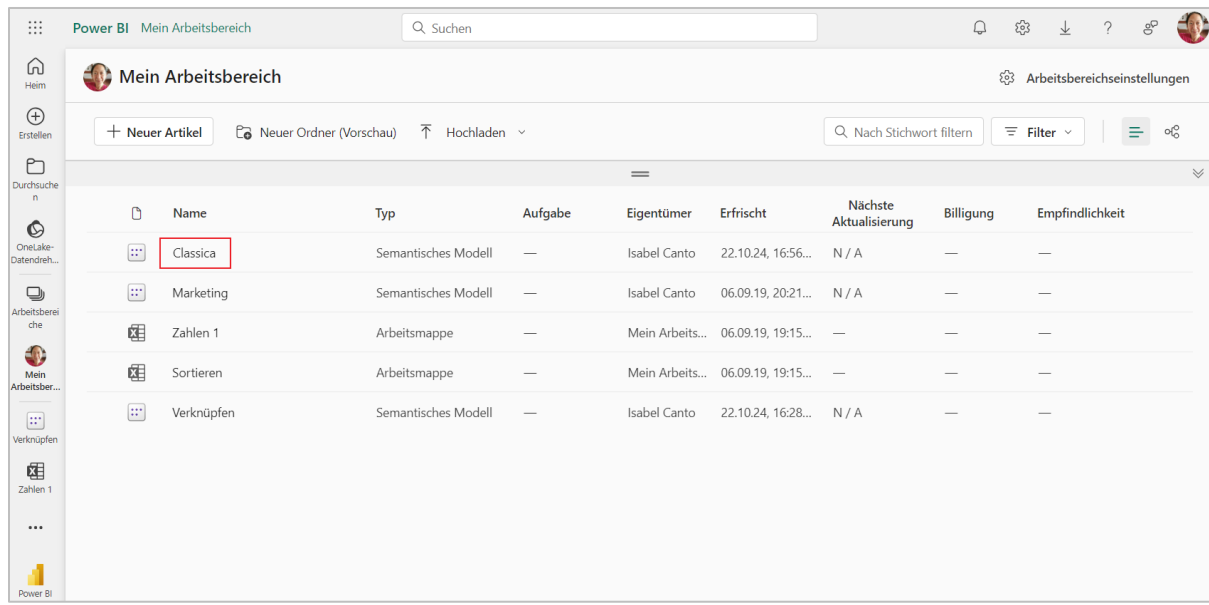 Power BI Mein Arbeitsbereich
Suchen
?
Heim
Erstellen
Durchsuche
n
OneLake-
Datendreh...
Arbeitsberei
che
Mein
Arbeitsber...
Verknüpfen
Zahlen 1
Power BI
Mein Arbeitsbereich
Arbeitsbereichseinstellungen
Neuer Artikel Neuer Ordner (Vorschau) Hochladen
Nach Stichwort filtern Filter
Name Typ Aufgabe Eigentümer Erfrischt Nächste Aktualisierung Billigung Empfindlichkeit
Classica Semantisches Modell — Isabel Canto 22.10.24, 16:56... N / A — —
Marketing Semantisches Modell — Isabel Canto 06.09.19, 20:21... N / A — —
Zahlen 1 Arbeitsmappe — Mein Arbeits... 06.09.19, 19:15... — — —
Sortieren Arbeitsmappe — Mein Arbeits... 06.09.19, 19:15... — — —
Verknüpfen Semantisches Modell — Isabel Canto 22.10.24, 16:28... N / A — —